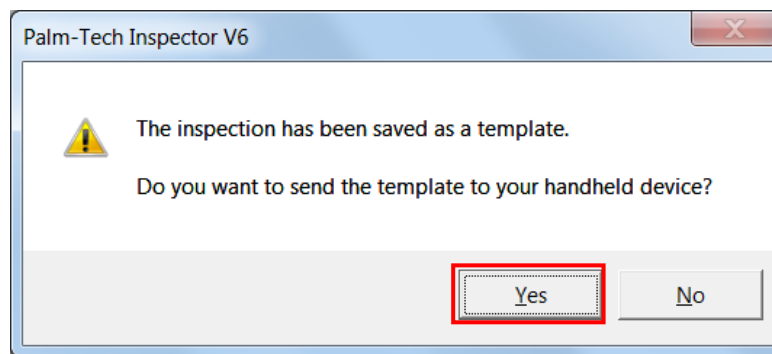 Palm-Tech Inspector V6
X
The inspection has been saved as a template.
Do you want to send the template to your handheld device?
Yes
No